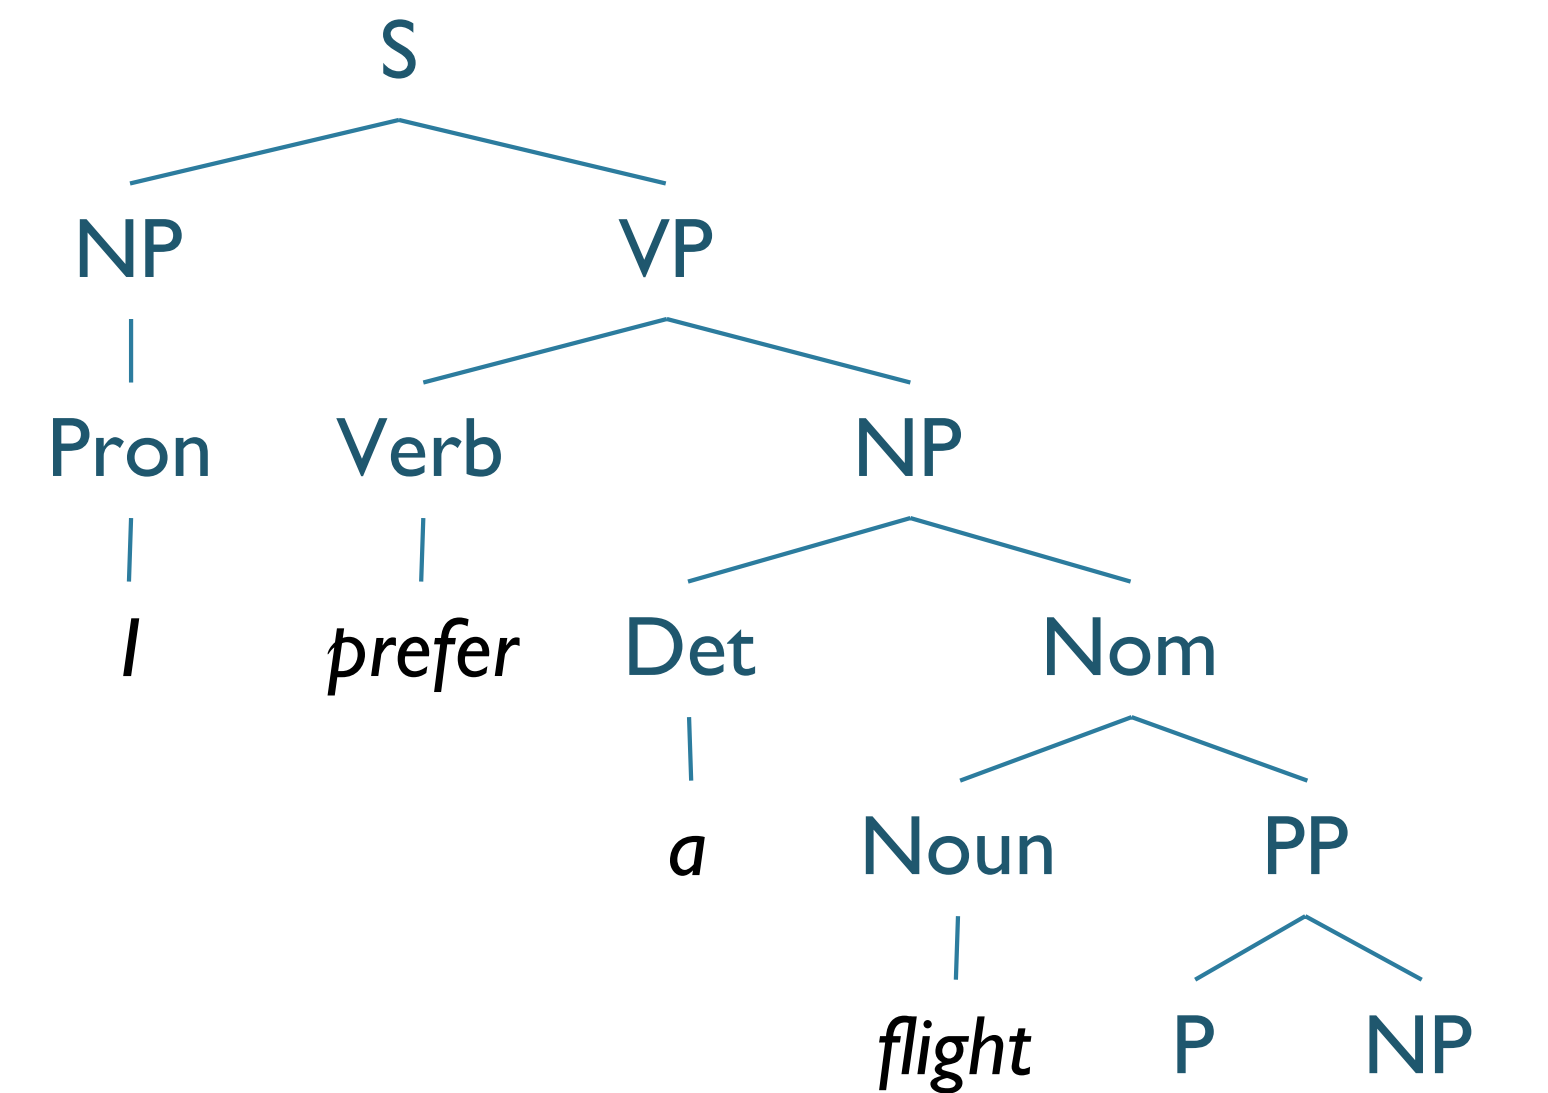 S
NP VP
Pron Verb NP
I prefer Det Nom
a Noun PP
flight P NP